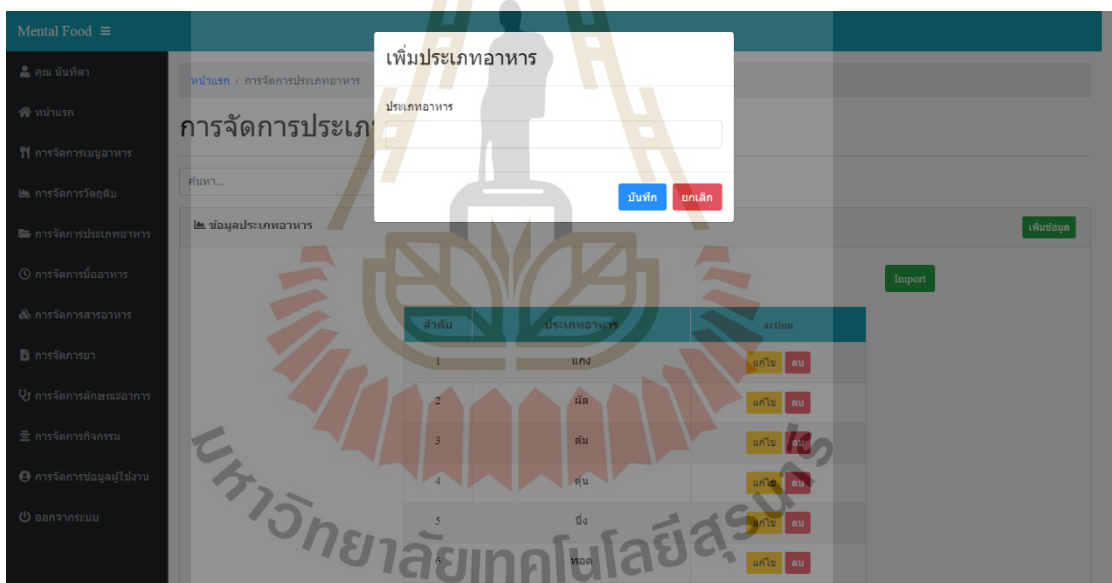 Mental Food
เพิ่มประเภทอาหาร
ประเภทอาหาร
บันทึก ยกเลิก
คุณ บันทิตา
หน้าแรก
การจัดการเมนูอาหาร
การจัดการวัตถุดิบ
การจัดการประเภทอาหาร
การจัดการมื้ออาหาร
การจัดการสารอาหาร
การจัดการยา
การจัดการลักษณะอาการ
การจัดการกิจกรรม
การจัดการข้อมูลผู้ใช้งาน
ออกจากระบบ
หน้าแรก / การจัดการประเภทอาหาร
การจัดการประเภ
ค้นหา...
ข้อมูลประเภทอาหาร เพิ่มข้อมูล
Import
ลำดับ ประเภทอาหาร action
1 แกง แก้ไข ลบ
2 ผัด แก้ไข ลบ
3 ต้ม แก้ไข ลบ
4 ตุ๋น แก้ไข ลบ
5 นึ่ง แก้ไข ลบ
6 ทอด แก้ไข ลบ
มหาวิทยาลัยเทคโนโลยีสุรนารี